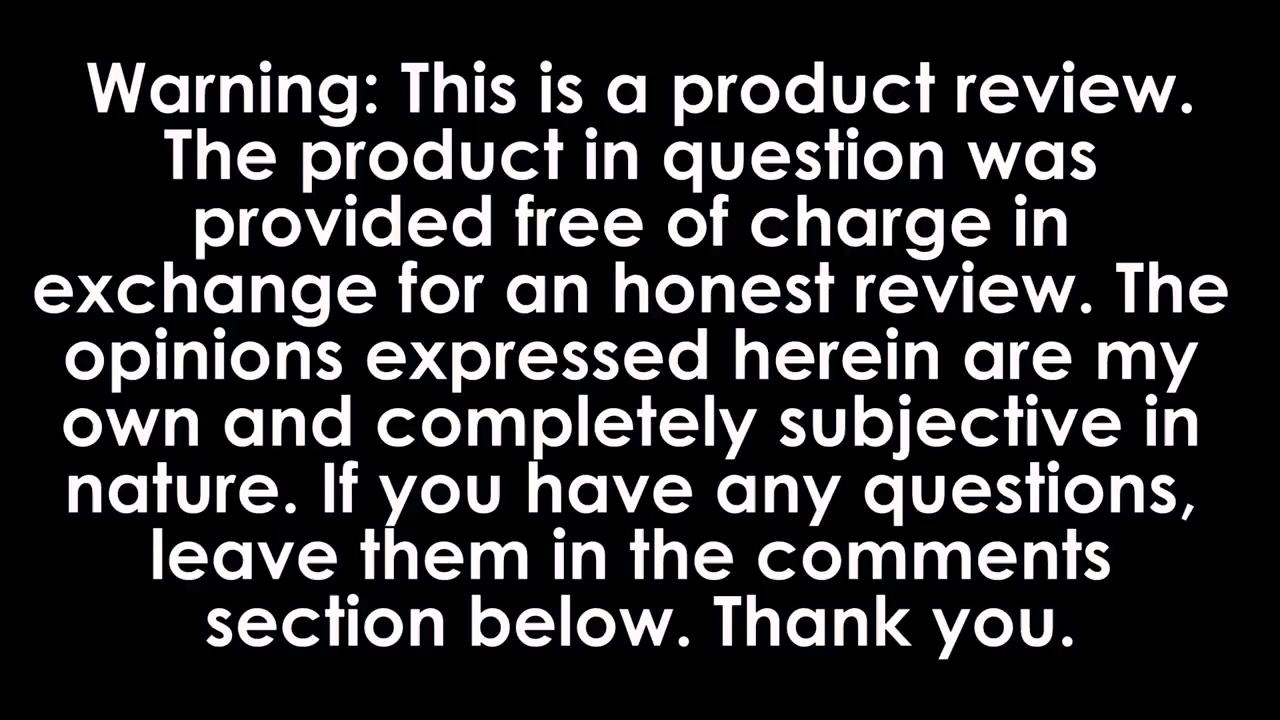 Warning: This is a product review.
The product in question was
provided free of charge in
exchange for an honest review. The
opinions expressed herein are my
own and completely subjective in
nature. If you have any questions,
leave them in the comments
section below. Thank you.